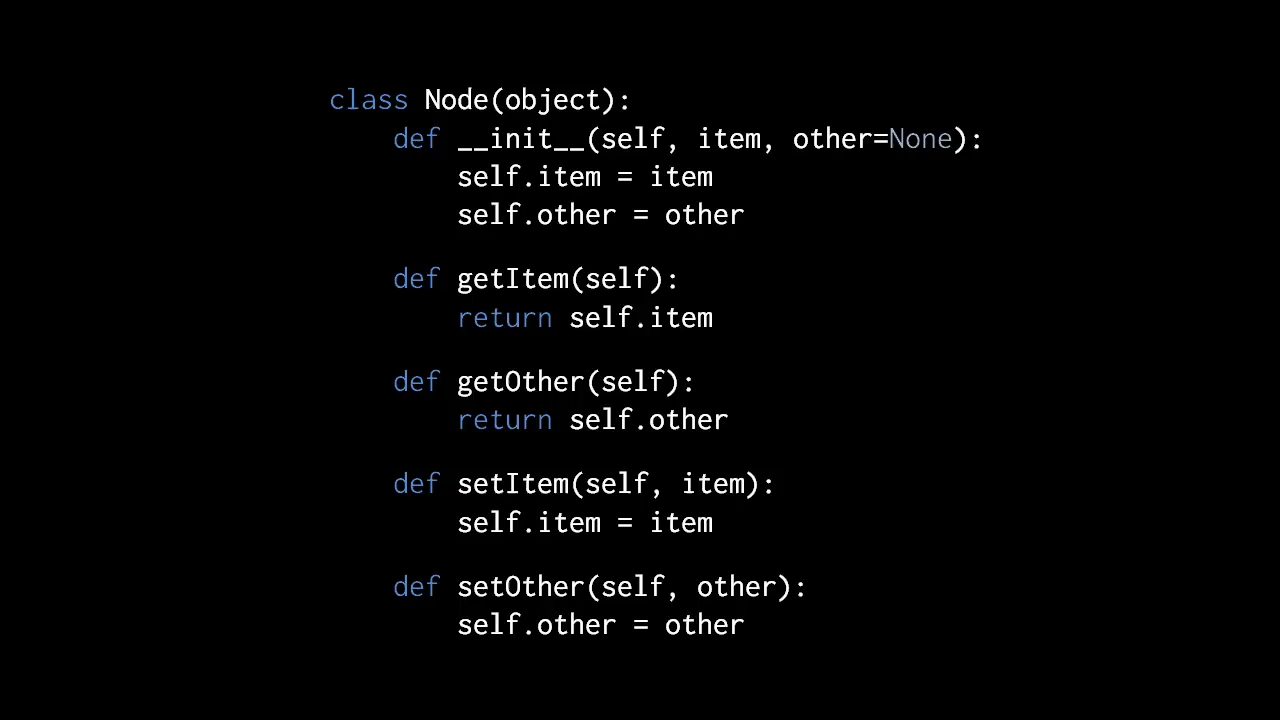 class Node(object):
    def __init__(self, item, other=None):
        self.item = item
        self.other = other
    def getItem(self):
        return self.item
    def getOther(self):
        return self.other
    def setItem(self, item):
        self.item = item
    def setOther(self, other):
        self.other = other